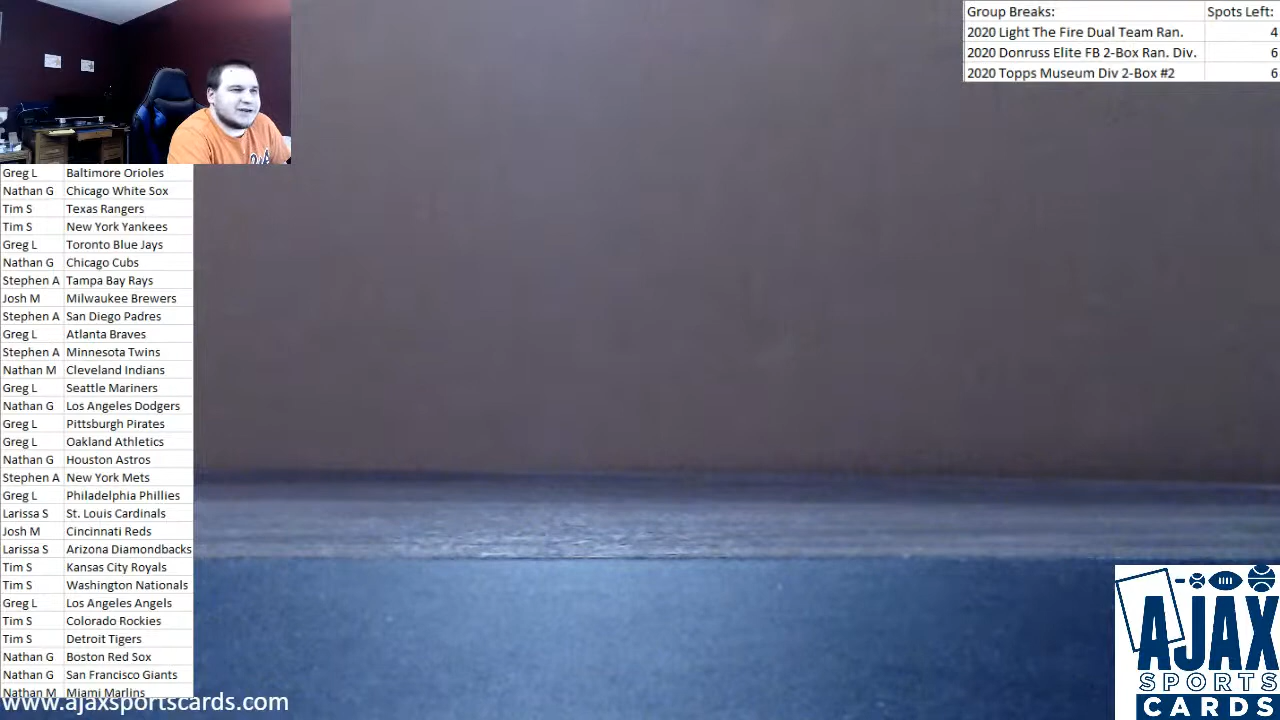 Group Breaks: Spots Left:
2020 Light The Fire Dual Team Ran. 4
2020 Donruss Elite FB 2-Box Ran. Div. 6
2020 Topps Museum Div 2-Box #2 6
Greg L Baltimore Orioles
Nathan G Chicago White Sox
Tim S Texas Rangers
Tim S New York Yankees
Greg L Toronto Blue Jays
Nathan G Chicago Cubs
Stephen A Tampa Bay Rays
Josh M Milwaukee Brewers
Stephen A San Diego Padres
Greg L Atlanta Braves
Stephen A Minnesota Twins
Nathan M Cleveland Indians
Greg L Seattle Mariners
Nathan G Los Angeles Dodgers
Greg L Pittsburgh Pirates
Greg L Oakland Athletics
Nathan G Houston Astros
Stephen A New York Mets
Greg L Philadelphia Phillies
Larissa S St. Louis Cardinals
Josh M Cincinnati Reds
Larissa S Arizona Diamondbacks
Tim S Kansas City Royals
Tim S Washington Nationals
Greg L Los Angeles Angels
Tim S Colorado Rockies
Tim S Detroit Tigers
Nathan G Boston Red Sox
Nathan G San Francisco Giants
Nathan M Miami Marlins
www.ajaxsportscards.com
AJAX
SPORTS
CARDS